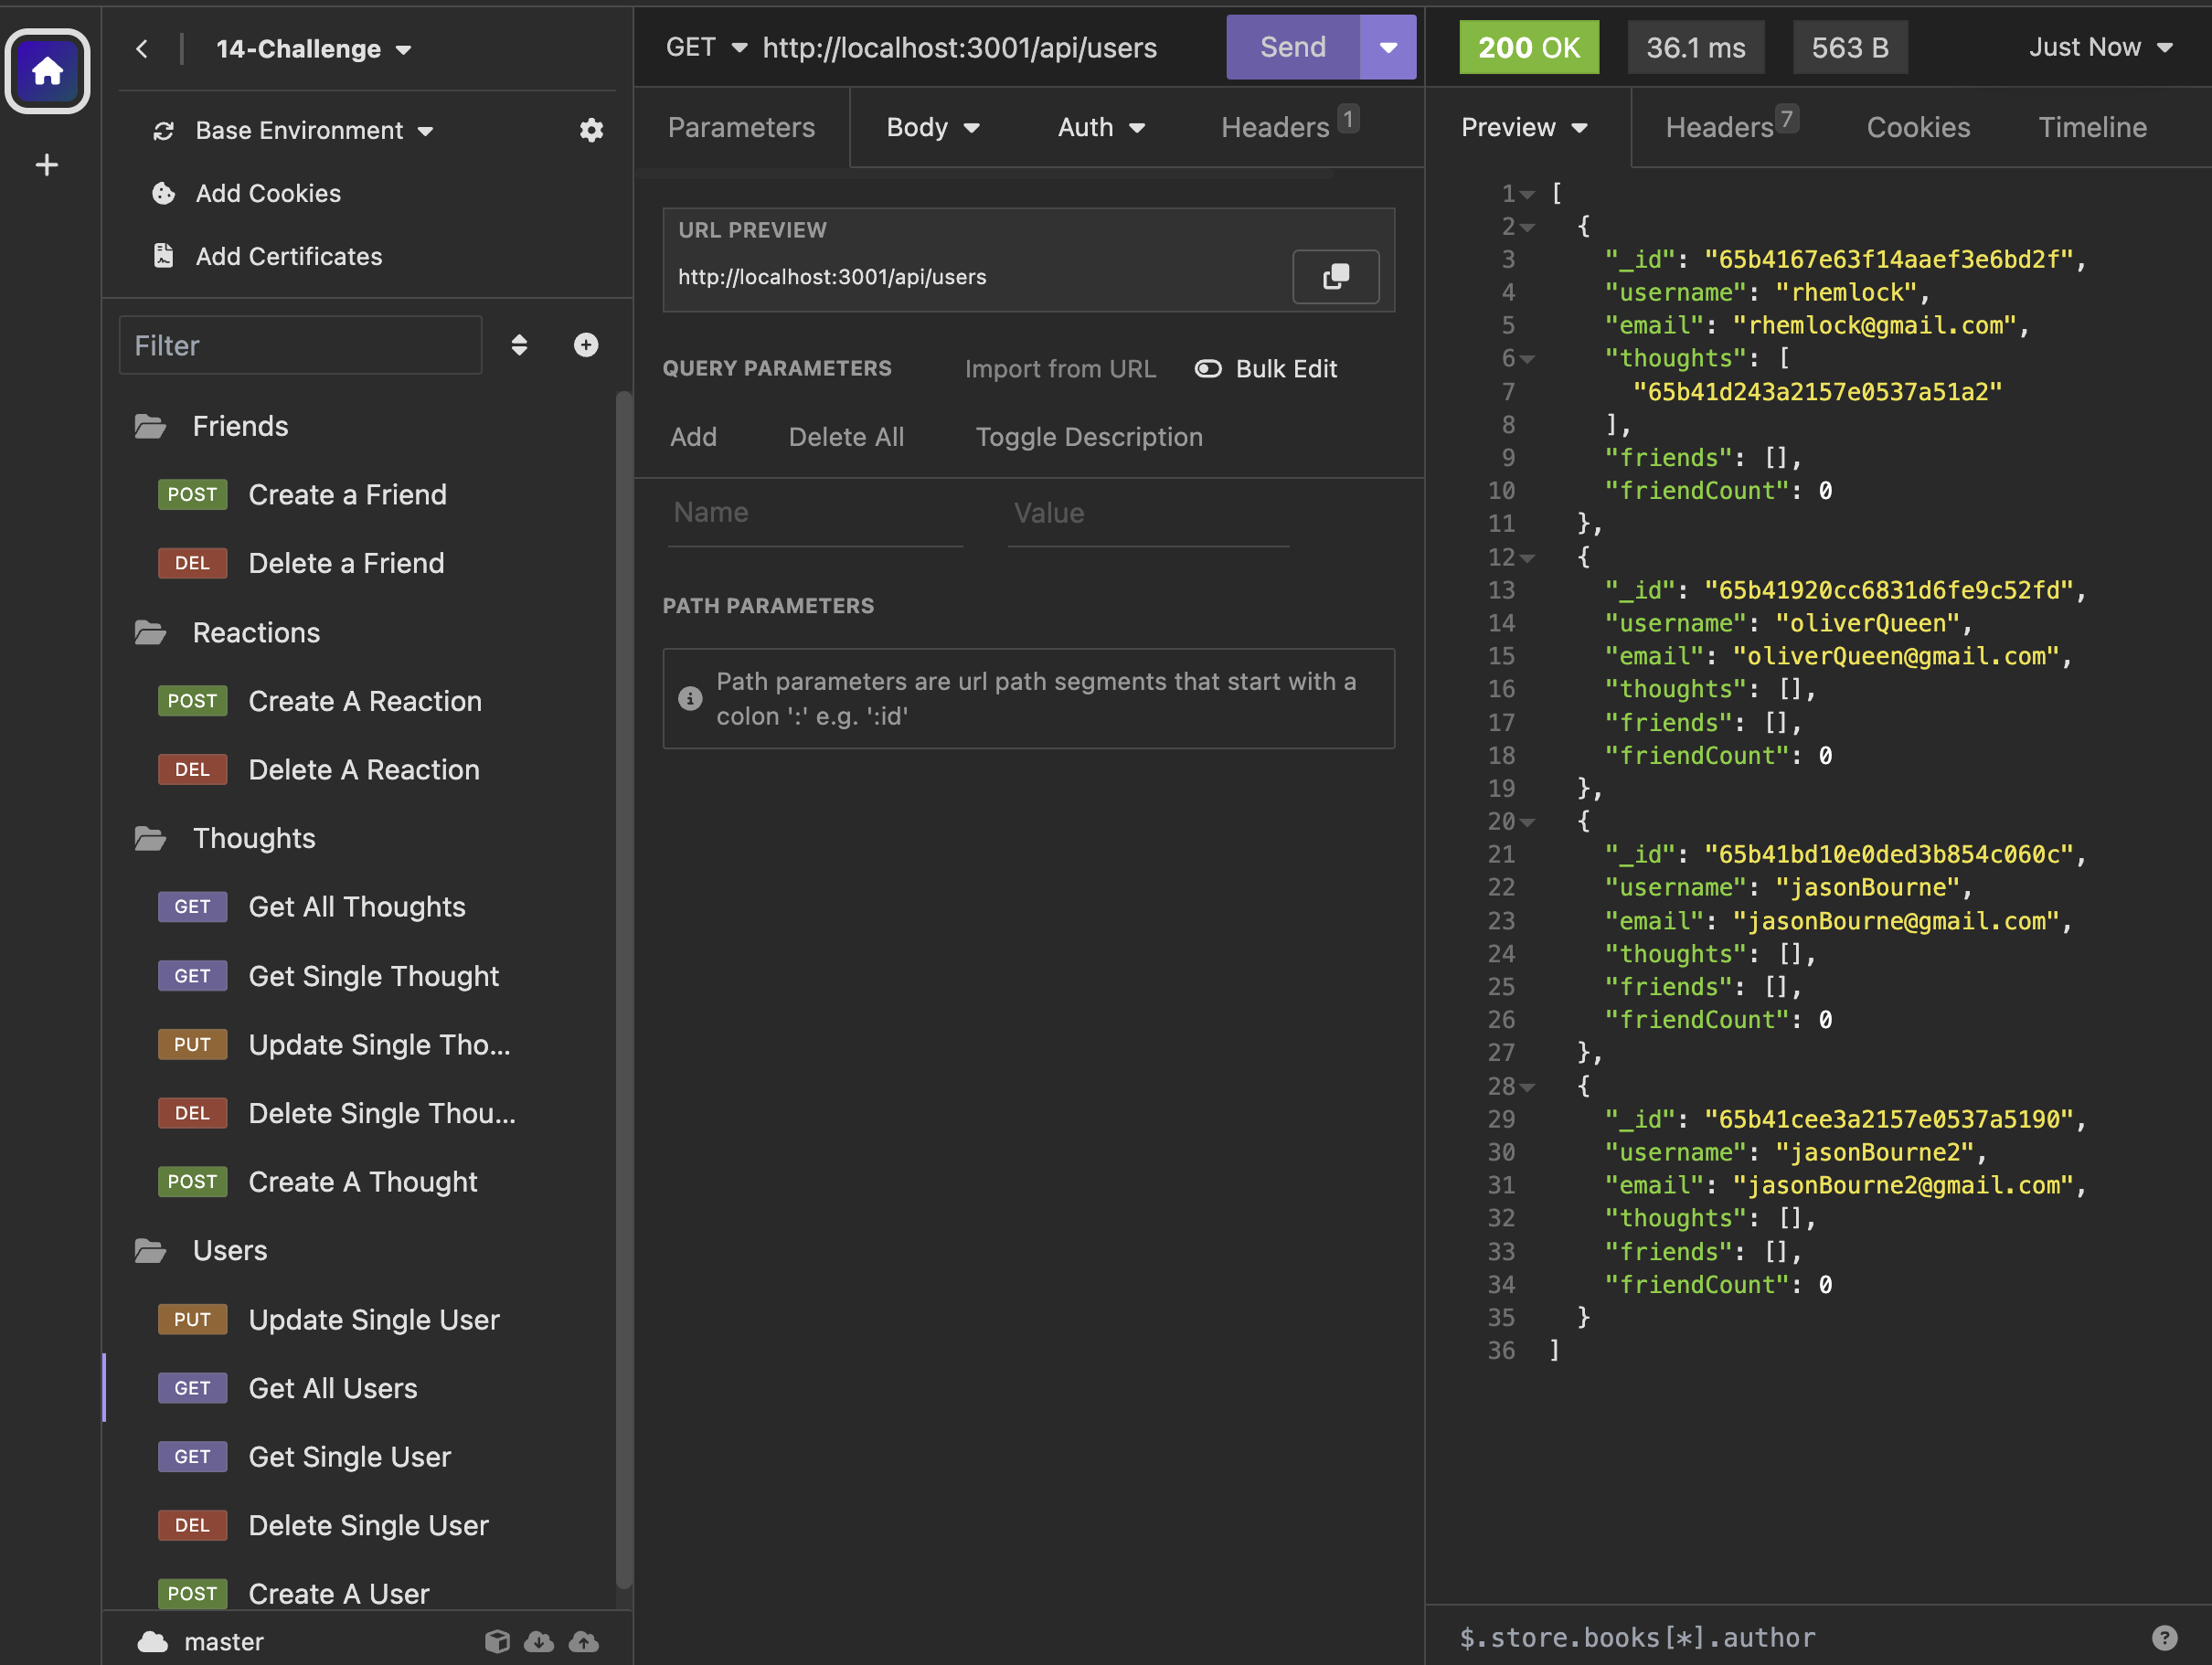 14-Challenge
Base Environment
Add Cookies
Add Certificates
Filter
Friends
POST Create a Friend
DEL Delete a Friend
Reactions
POST Create A Reaction
DEL Delete A Reaction
Thoughts
GET Get All Thoughts
GET Get Single Thought
PUT Update Single Tho...
DEL Delete Single Thou...
POST Create A Thought
Users
PUT Update Single User
GET Get All Users
GET Get Single User
DEL Delete Single User
POST Create A User
master
GET http://localhost:3001/api/users Send
Parameters Body Auth Headers 1
URL PREVIEW
http://localhost:3001/api/users
QUERY PARAMETERS Import from URL Bulk Edit
Add Delete All Toggle Description
Name Value
PATH PARAMETERS
Path parameters are url path segments that start with a
colon ':' e.g. ':id'
200 OK 36.1 ms 563 B Just Now
Preview Headers 7 Cookies Timeline
1 [
2 {
3 "_id": "65b4167e63f14aaef3e6bd2f",
4 "username": "rhemlock",
5 "email": "rhemlock@gmail.com",
6 "thoughts": [
7 "65b41d243a2157e0537a51a2"
8 ],
9 "friends": [],
10 "friendCount": 0
11 },
12 {
13 "_id": "65b41920cc6831d6fe9c52fd",
14 "username": "oliverQueen",
15 "email": "oliverQueen@gmail.com",
16 "thoughts": [],
17 "friends": [],
18 "friendCount": 0
19 },
20 {
21 "_id": "65b41bd10e0ded3b854c060c",
22 "username": "jasonBourne",
23 "email": "jasonBourne@gmail.com",
24 "thoughts": [],
25 "friends": [],
26 "friendCount": 0
27 },
28 {
29 "_id": "65b41cee3a2157e0537a5190",
30 "username": "jasonBourne2",
31 "email": "jasonBourne2@gmail.com",
32 "thoughts": [],
33 "friends": [],
34 "friendCount": 0
35 }
36 ]
$.store.books[*].author